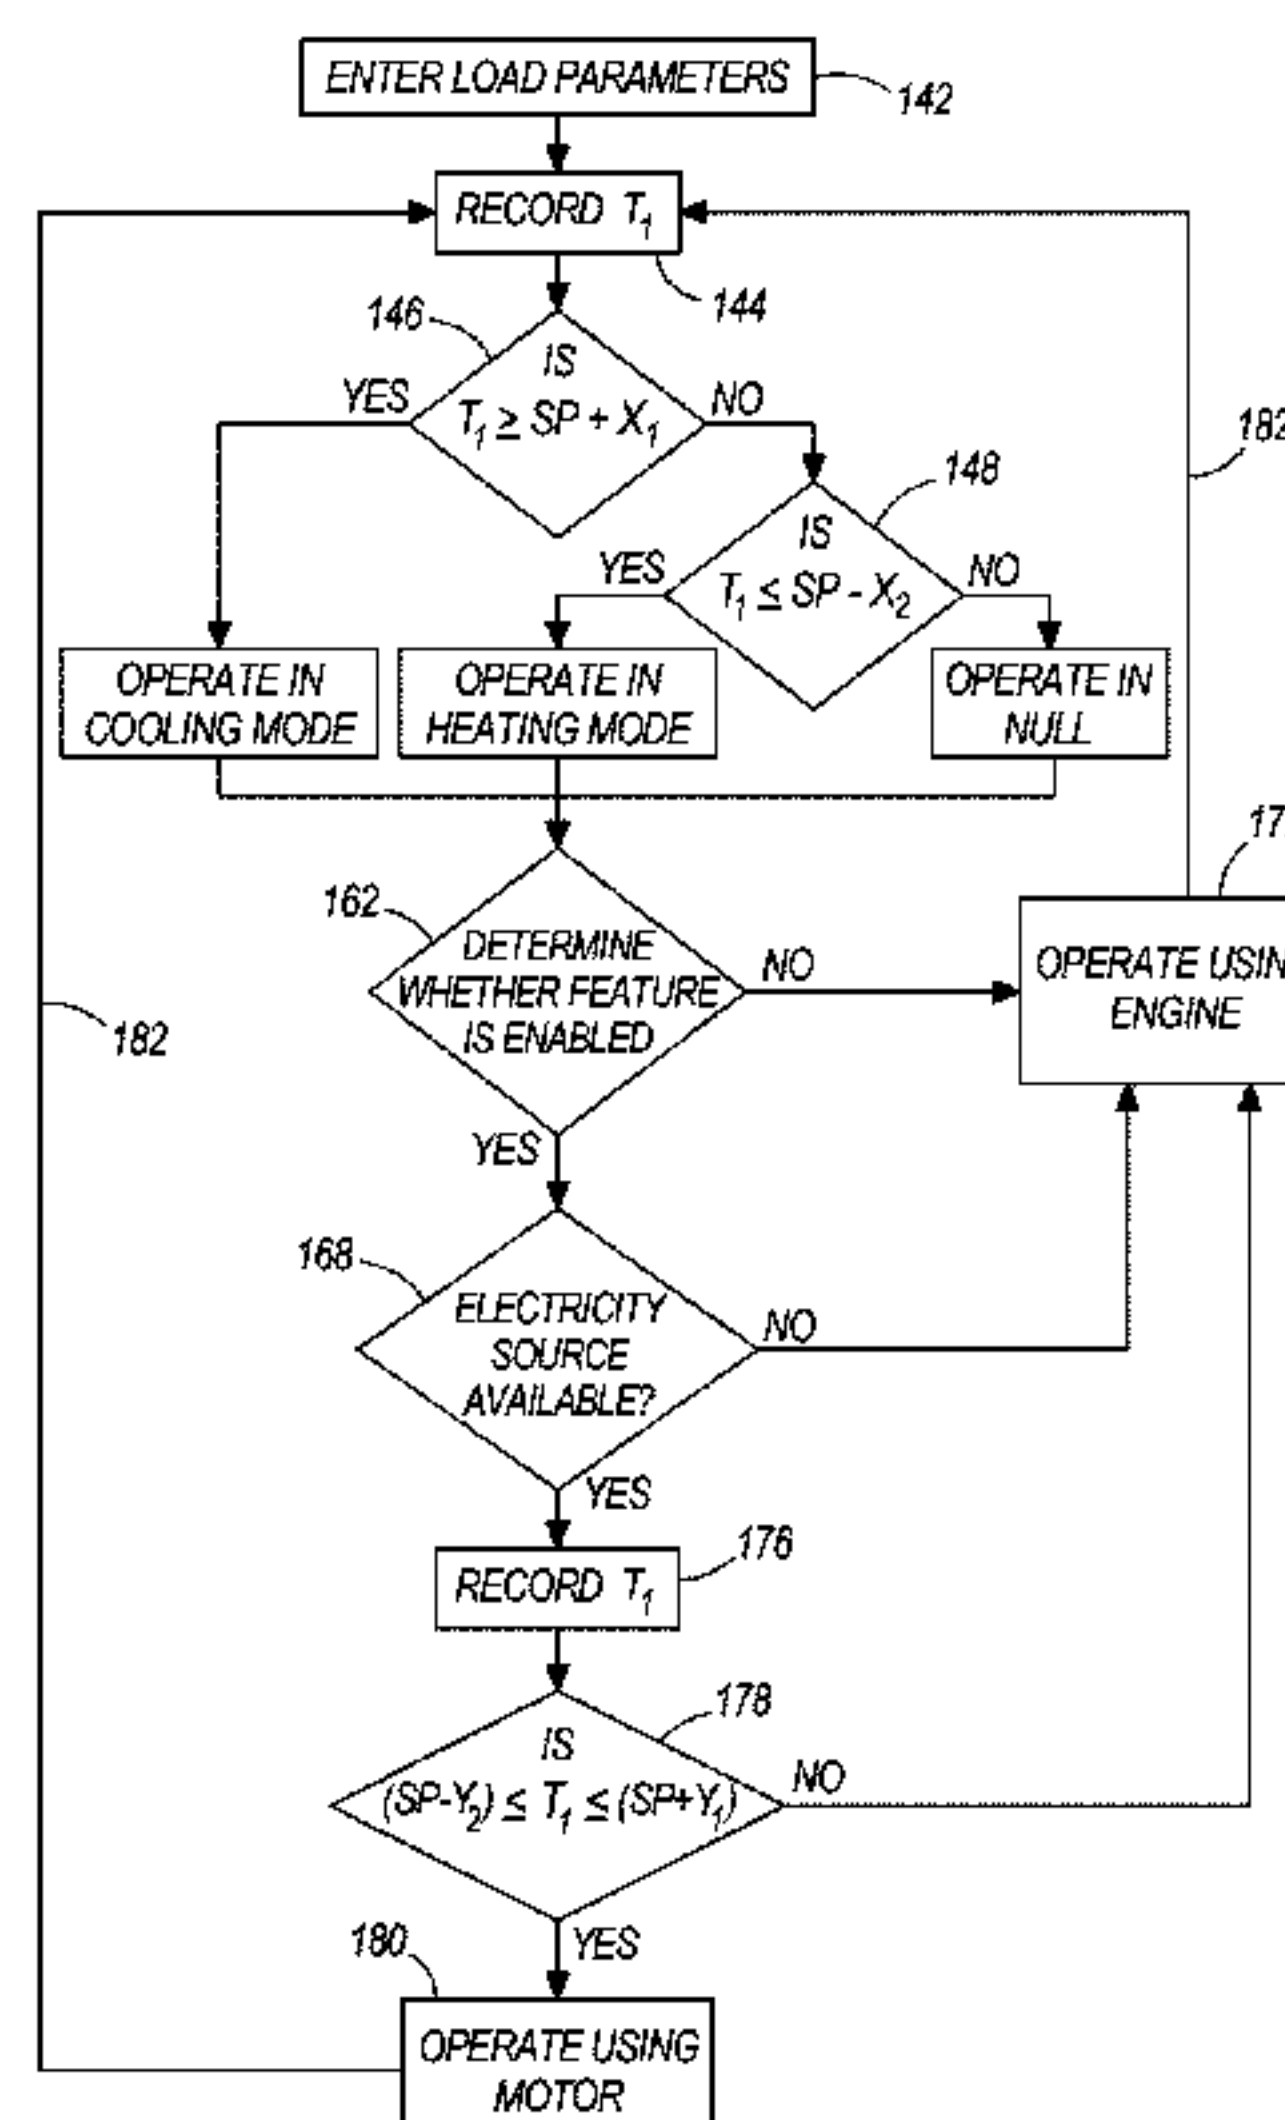 ENTER LOAD PARAMETERS
142
RECORD T₁
144
146
IS
T₁ ≥ SP + X₁
YES
NO
182
148
IS
T₁ ≤ SP - X₂
YES
NO
OPERATE IN
COOLING MODE
OPERATE IN
HEATING MODE
OPERATE IN
NULL
162
DETERMINE
WHETHER FEATURE
IS ENABLED
NO
YES
OPERATE
ENGINE
182
168
ELECTRICITY
SOURCE
AVAILABLE?
NO
YES
RECORD T₁
176
178
IS
(SP-Y₂) ≤ T₁ ≤ (SP+Y₁)
NO
YES
180
OPERATE USING
MOTOR